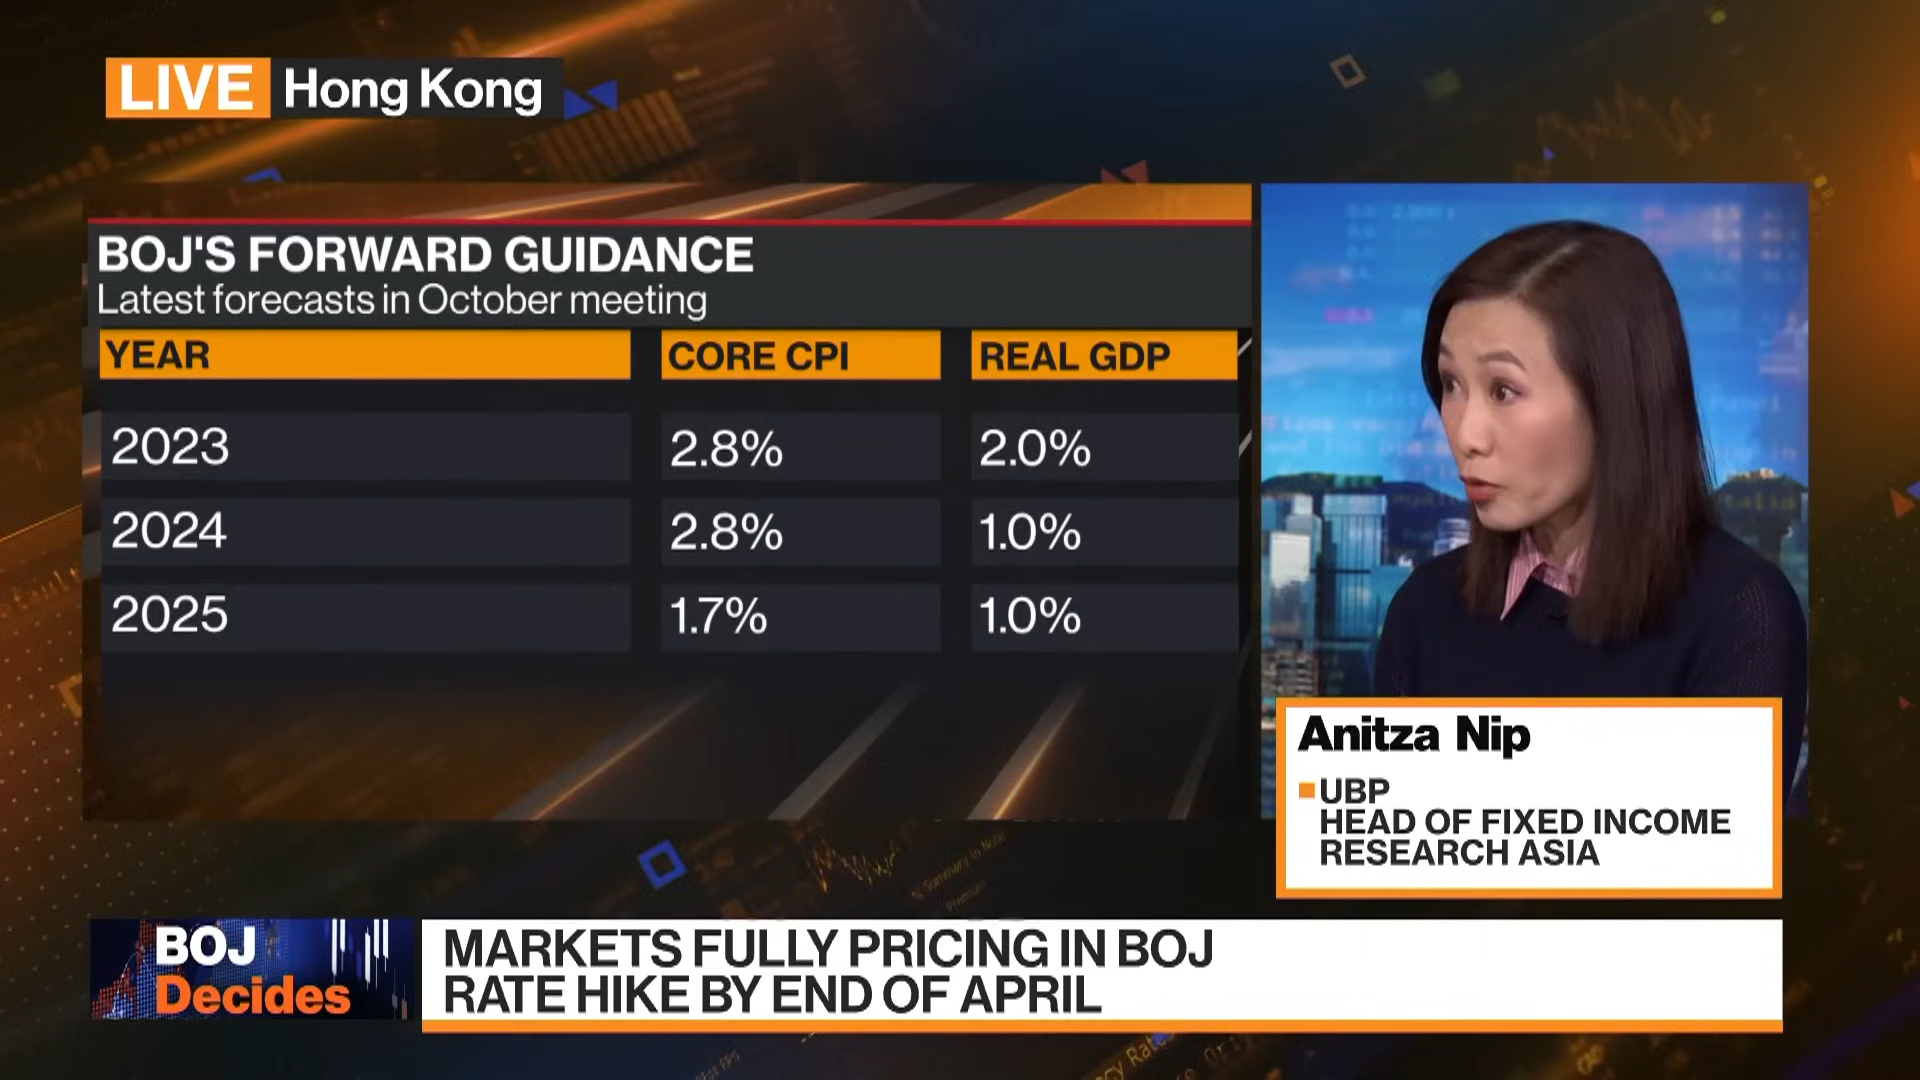 LIVE Hong Kong
BOJ'S FORWARD GUIDANCE
Latest forecasts in October meeting
YEAR CORE CPI REAL GDP
2023 2.8% 2.0%
2024 2.8% 1.0%
2025 1.7% 1.0%
Anitza Nip
UBP
HEAD OF FIXED INCOME
RESEARCH ASIA
BOJ
Decides
MARKETS FULLY PRICING IN BOJ
RATE HIKE BY END OF APRIL